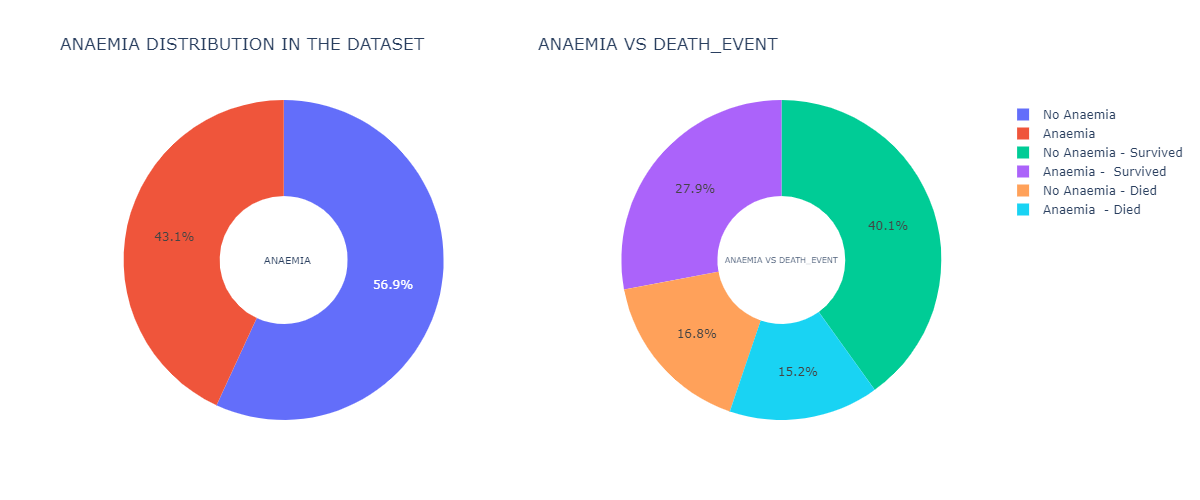 ANAEMIA DISTRIBUTION IN THE DATASET
43.1%
ANAEMIA
56.9%
ANAEMIA VS DEATH_EVENT
27.9%
40.1%
ANAEMIA VS DEATH_EVENT
16.8%
15.2%
No Anaemia
Anaemia
No Anaemia - Survived
Anaemia -  Survived
No Anaemia - Died
Anaemia  - Died